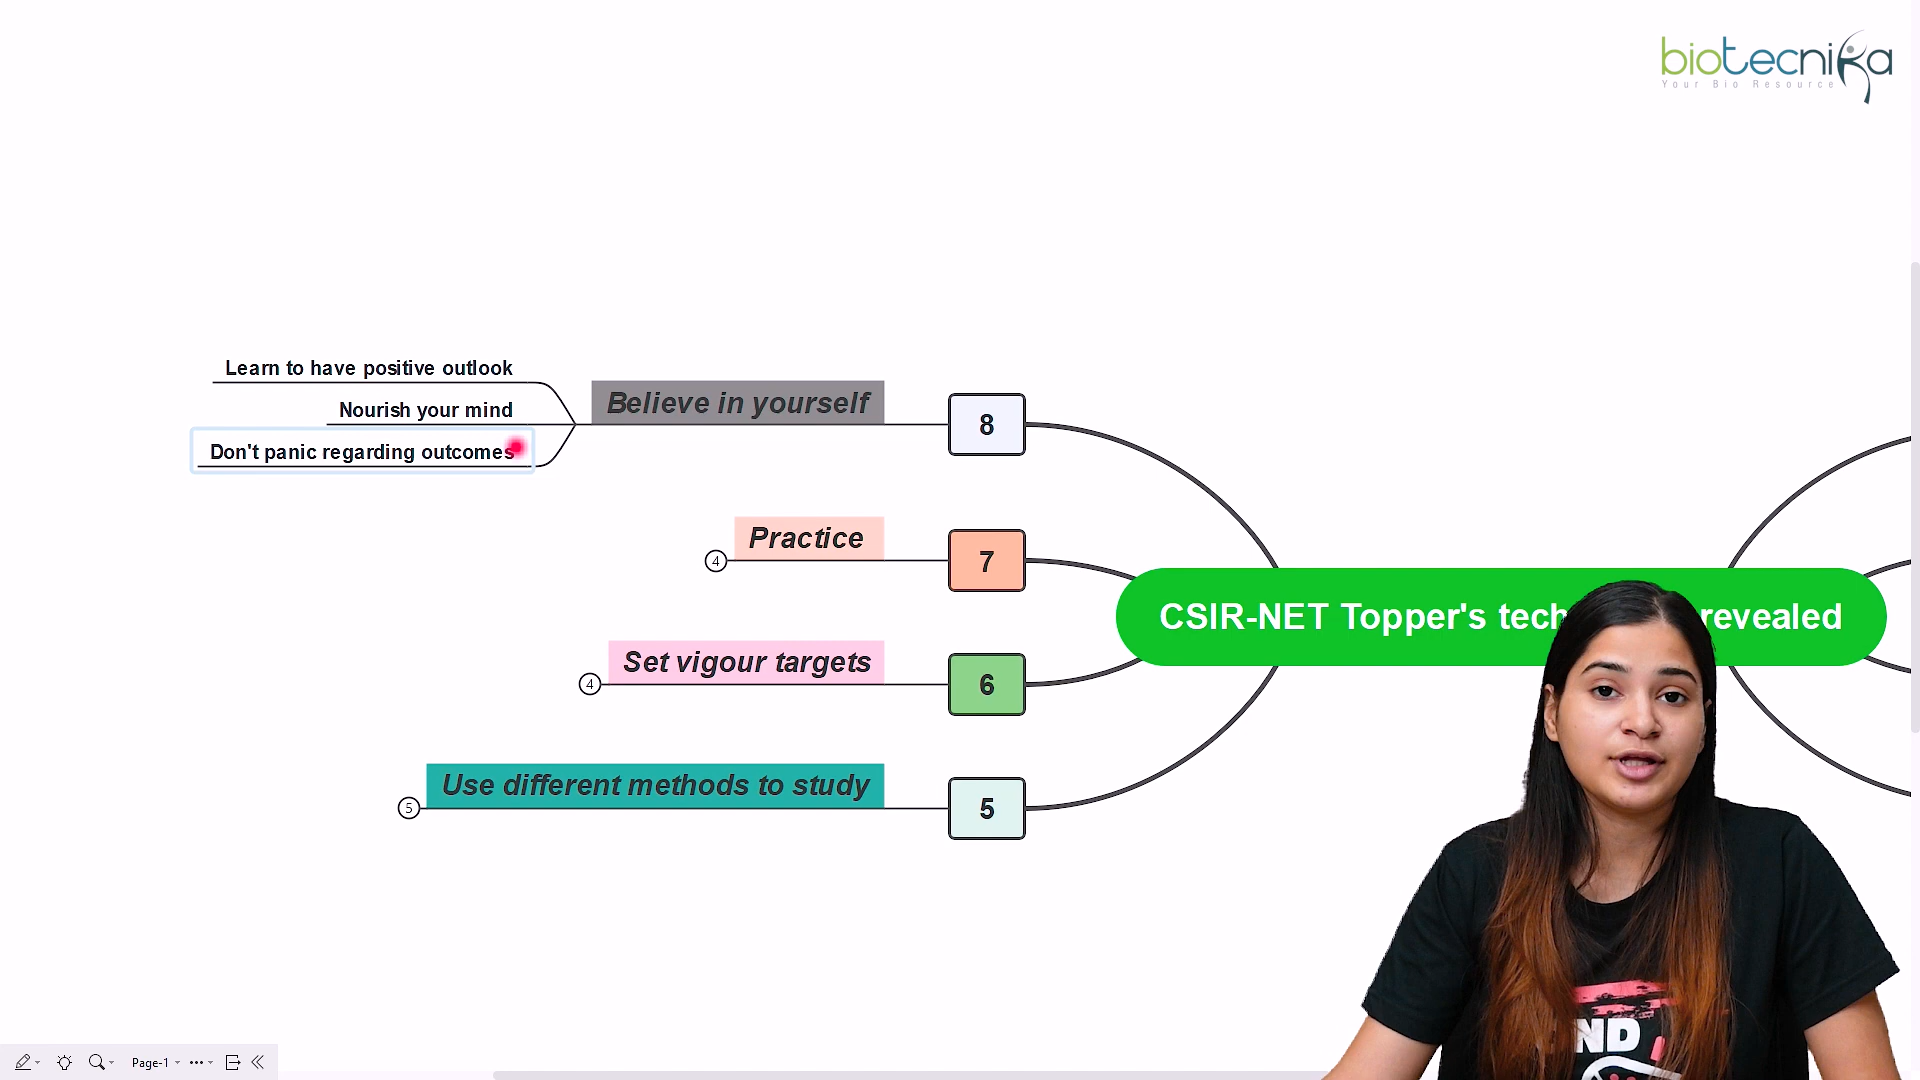 biotecnika
Your Bio Resource
Learn to have positive outlook
Nourish your mind
Don't panic regarding outcomes
Believe in yourself
8
Practice
4
7
Set vigour targets
4
6
Use different methods to study
5
5
CSIR-NET Topper's tech revealed
ND
Page-1